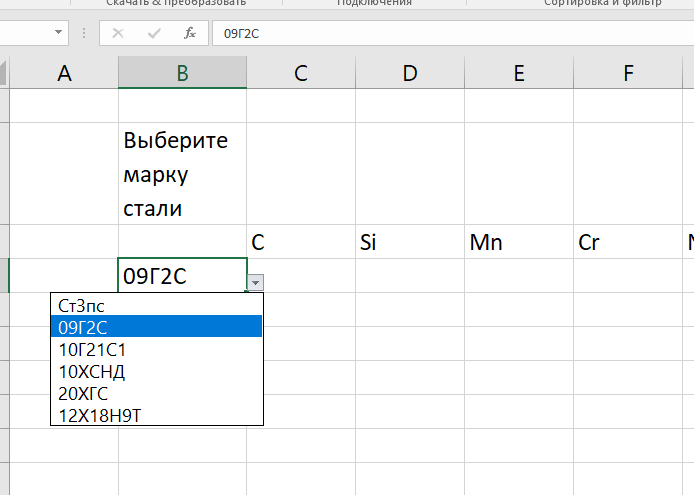 Скачать & преобразовать Подключения Сортировка и фильтр
fx 09Г2С
A B C D E F
Выберите
марку
стали
C Si Mn Cr
09Г2С
Ст3пс
09Г2С
10Г21С1
10ХСНД
20ХГС
12Х18Н9Т